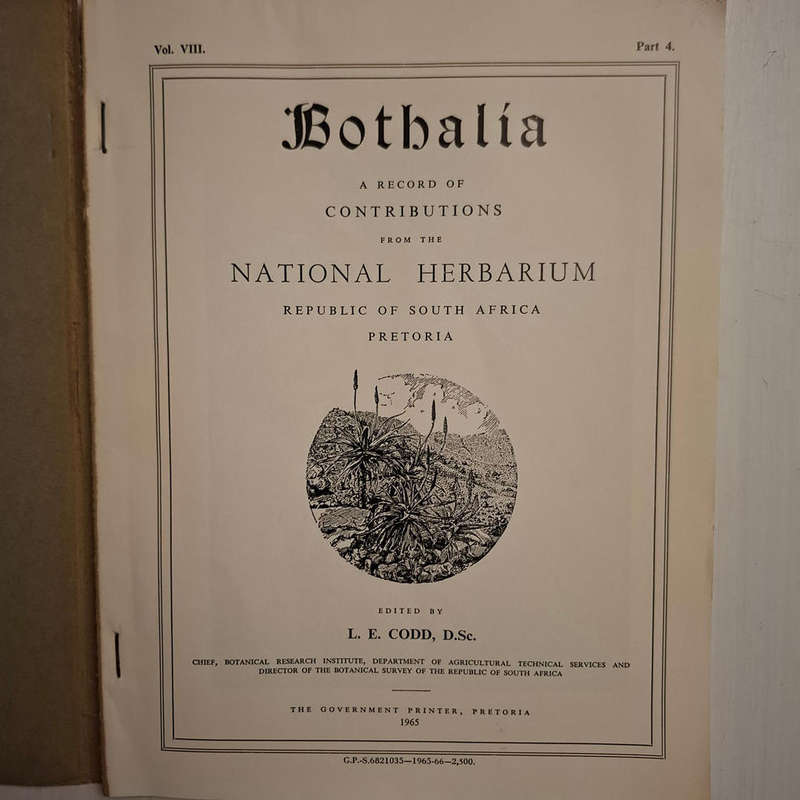 Vol. VIII. Part 4.
Bothalia
A RECORD OF
CONTRIBUTIONS
FROM THE
NATIONAL HERBARIUM
REPUBLIC OF SOUTH AFRICA
PRETORIA
EDITED BY
L. E. CODD, D.Sc.
CHIEF, BOTANICAL RESEARCH INSTITUTE, DEPARTMENT OF AGRICULTURAL TECHNICAL SERVICES AND
DIRECTOR OF THE BOTANICAL SURVEY OF THE REPUBLIC OF SOUTH AFRICA
THE GOVERNMENT PRINTER, PRETORIA
1965
G.P.-S.6821035—1965-66—2,500.